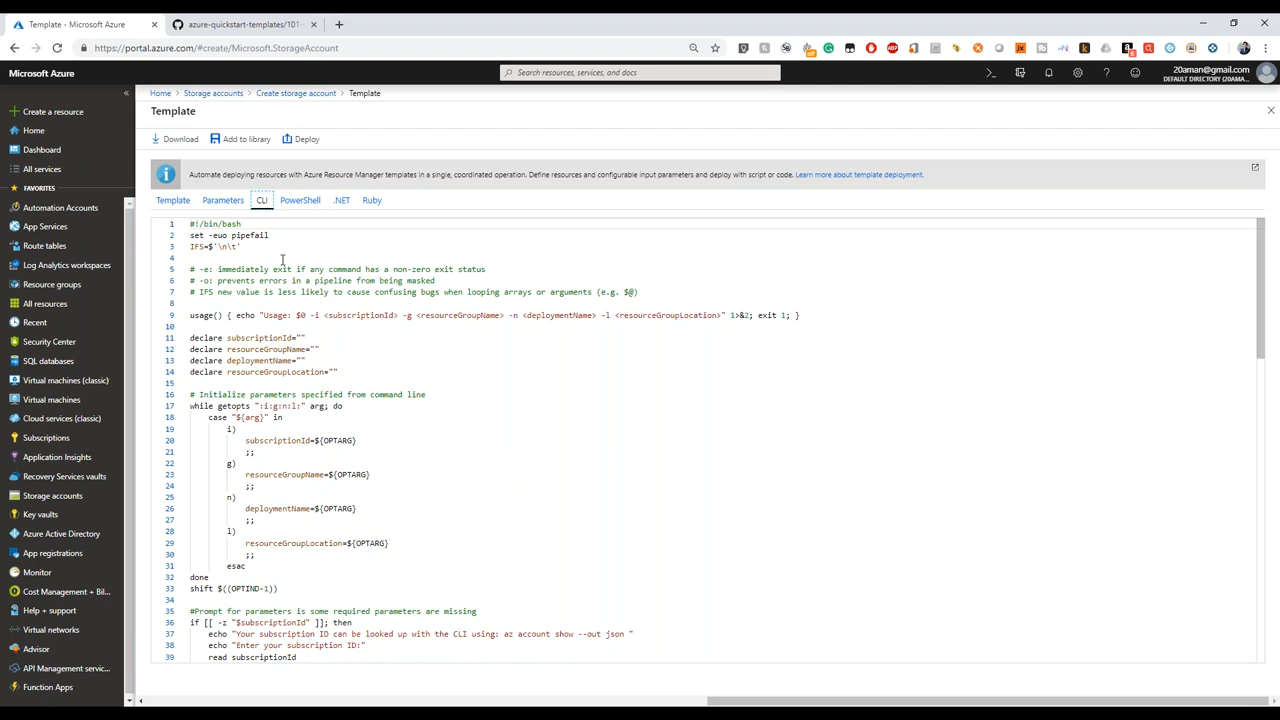 Template - Microsoft Azure
azure-quickstart-templates/101-
https://portal.azure.com/#create/Microsoft.StorageAccount
Microsoft Azure
Search resources, services, and docs
20aman@gmail.com
DEFAULT DIRECTORY (20AMA...
Create a resource
Home
Dashboard
All services
FAVORITES
Automation Accounts
App Services
Route tables
Log Analytics workspaces
Resource groups
All resources
Recent
Security Center
SQL databases
Virtual machines (classic)
Virtual machines
Cloud services (classic)
Subscriptions
Application Insights
Recovery Services vaults
Storage accounts
Key vaults
Azure Active Directory
App registrations
Monitor
Cost Management + Bil...
Help + support
Virtual networks
Advisor
API Management servic...
Function Apps
Home > Storage accounts > Create storage account > Template
Template
Download Add to library Deploy
Automate deploying resources with Azure Resource Manager templates in a single, coordinated operation. Define resources and configurable input parameters and deploy with script or code. Learn more about template deployment.
Template Parameters CLI PowerShell .NET Ruby
1 #!/bin/bash
2 set -euo pipefail
3 IFS=$'\n\t'
4
5 # -e: immediately exit if any command has a non-zero exit status
6 # -o: prevents errors in a pipeline from being masked
7 # IFS new value is less likely to cause confusing bugs when looping arrays or arguments (e.g. $@)
8
9 usage() { echo "Usage: $0 -i <subscriptionId> -g <resourceGroupName> -n <deploymentName> -l <resourceGroupLocation>" 1>&2; exit 1; }
10
11 declare subscriptionId=""
12 declare resourceGroupName=""
13 declare deploymentName=""
14 declare resourceGroupLocation=""
15
16 # Initialize parameters specified from command line
17 while getopts ":i:g:n:l:" arg; do
18 case "${arg}" in
19 i)
20 subscriptionId=${OPTARG}
21 ;;
22 g)
23 resourceGroupName=${OPTARG}
24 ;;
25 n)
26 deploymentName=${OPTARG}
27 ;;
28 l)
29 resourceGroupLocation=${OPTARG}
30 ;;
31 esac
32 done
33 shift $((OPTIND-1))
34
35 #Prompt for parameters is some required parameters are missing
36 if [[ -z "$subscriptionId" ]]; then
37 echo "Your subscription ID can be looked up with the CLI using: az account show --out json "
38 echo "Enter your subscription ID:"
39 read subscriptionId